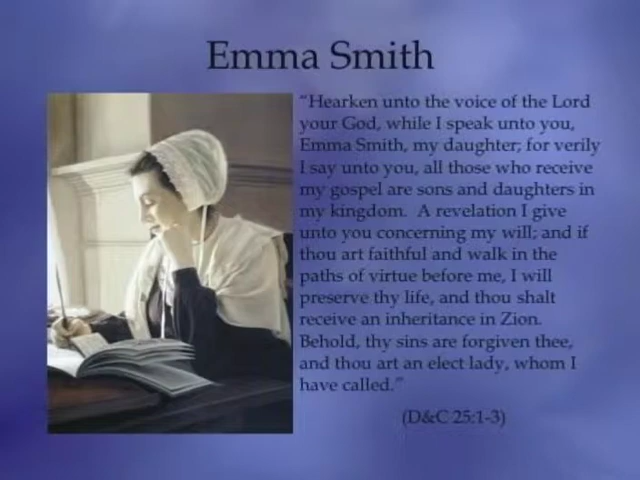 Emma Smith
“Hearken unto the voice of the Lord
your God, while I speak unto you,
Emma Smith, my daughter; for verily
I say unto you, all those who receive
my gospel are sons and daughters in
my kingdom. A revelation I give
unto you concerning my will; and if
thou art faithful and walk in the
paths of virtue before me, I will
preserve thy life, and thou shalt
receive an inheritance in Zion.
Behold, thy sins are forgiven thee,
and thou art an elect lady, whom I
have called.”
(D&C 25:1-3)